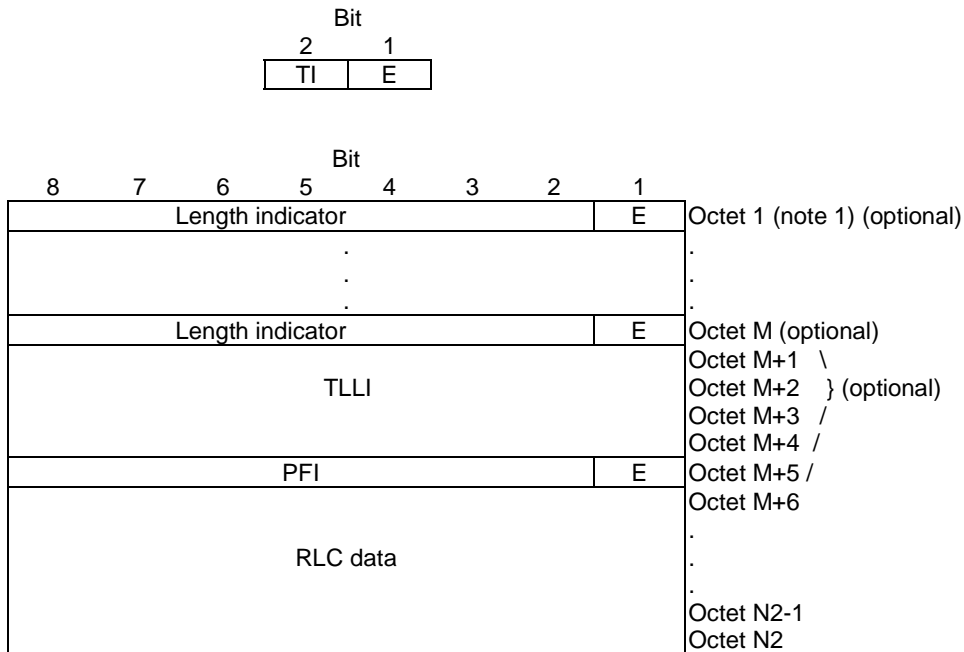 Bit
2 1
TI E
Bit
8 7 6 5 4 3 2 1
Length indicator E Octet 1 (note 1) (optional)
. .
. .
. .
Length indicator E Octet M (optional)
Octet M+1 \
TLLI Octet M+2 } (optional)
Octet M+3 /
Octet M+4 /
PFI E Octet M+5 /
Octet M+6
.
RLC data .
.
Octet N2-1
Octet N2